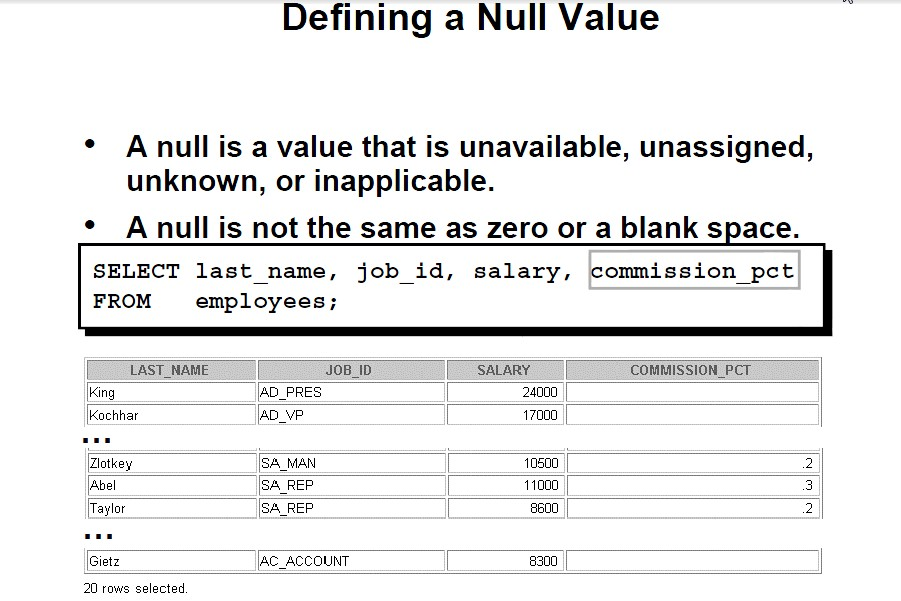 Defining a Null Value
• A null is a value that is unavailable, unassigned,
unknown, or inapplicable.
• A null is not the same as zero or a blank space.
SELECT last_name, job_id, salary, commission_pct
FROM employees;
LAST_NAME JOB_ID SALARY COMMISSION_PCT
King AD_PRES 24000
Kochhar AD_VP 17000
...
Zlotkey SA_MAN 10500 .2
Abel SA_REP 11000 .3
Taylor SA_REP 8600 .2
...
Gietz AC_ACCOUNT 8300
20 rows selected.